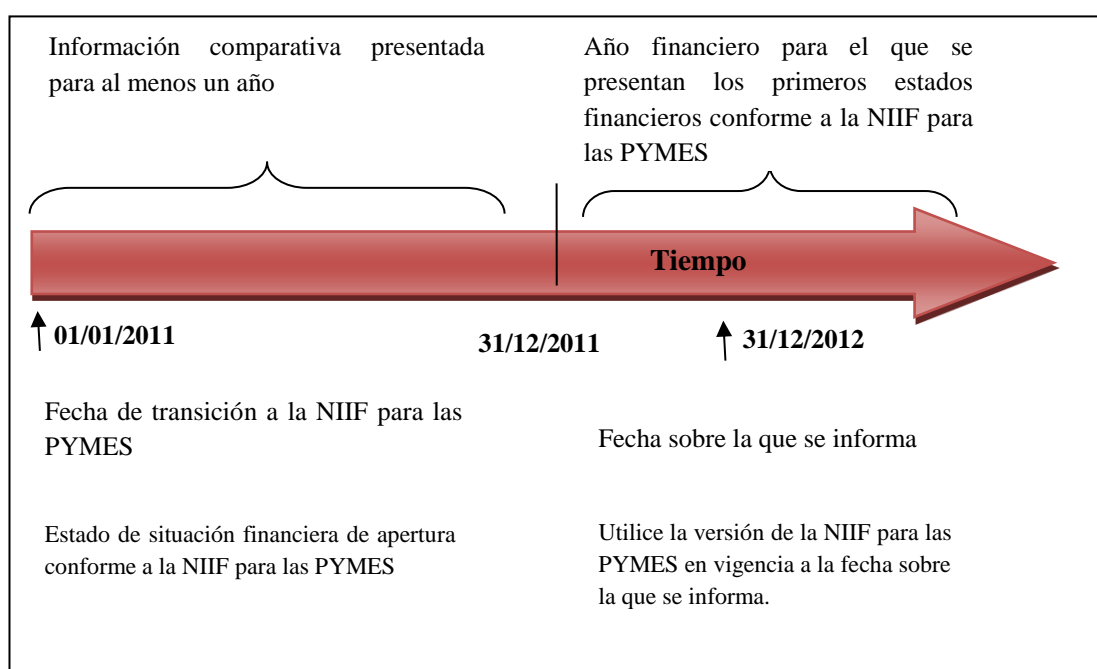 Información comparativa presentada
para al menos un año
Año financiero para el que se
presentan los primeros estados
financieros conforme a la NIIF para
las PYMES
Tiempo
01/01/2011
31/12/2011
31/12/2012
Fecha de transición a la NIIF para las
PYMES
Fecha sobre la que se informa
Estado de situación financiera de apertura
conforme a la NIIF para las PYMES
Utilice la versión de la NIIF para las
PYMES en vigencia a la fecha sobre
la que se informa.